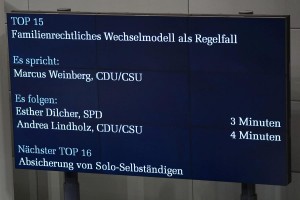 TOP 15
Familienrechtliches Wechselmodell als Regelfall
Es spricht:
Marcus Weinberg, CDU/CSU
Es folgen:
Esther Dilcher, SPD 3 Minuten
Andrea Lindholz, CDU/CSU 4 Minuten
Nächster TOP 16
Absicherung von Solo-Selbständigen